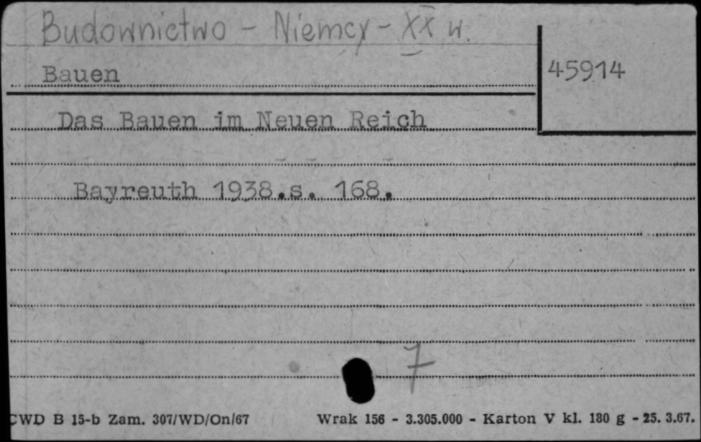 Budownictwo - Niemcy - XX w.
Bauen
45914
Das Bauen im Neuen Reich
Bayreuth 1938.s. 168.
7
CWD B 15-b Zam. 307/WD/On/67 Wrak 156 - 3.305.000 - Karton V kl. 180 g - 25. 3.67.